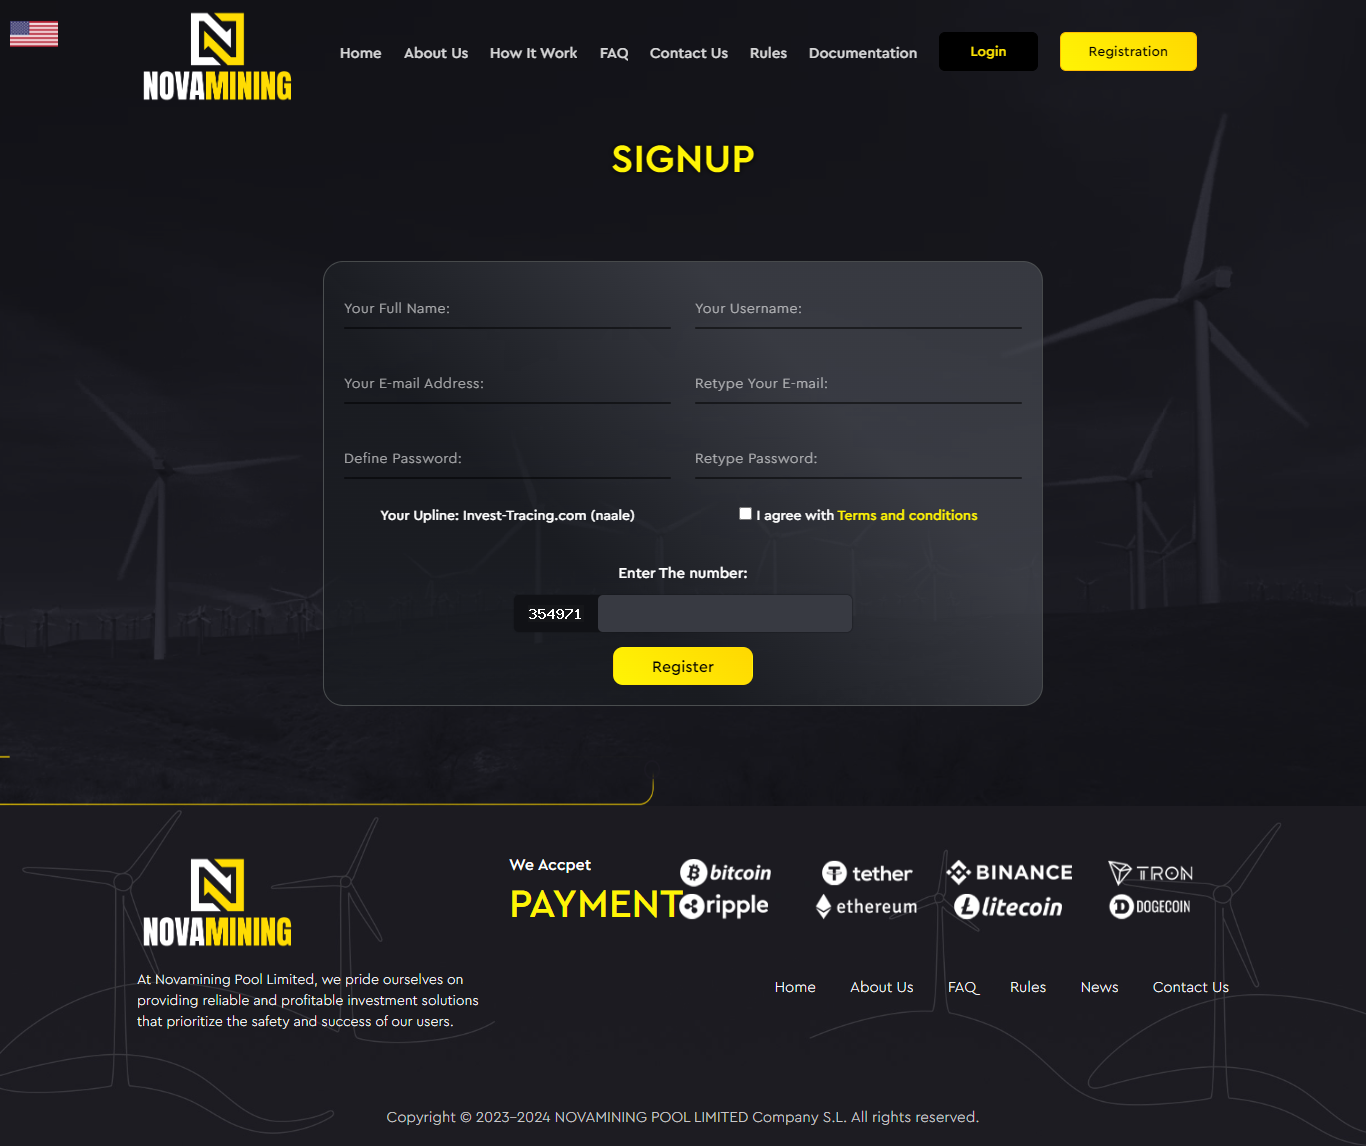 NOVAMINING
Home About Us How It Work FAQ Contact Us Rules Documentation Login Registration
SIGNUP
Your Full Name: Your Username:
Your E-mail Address: Retype Your E-mail:
Define Password: Retype Password:
Your Upline: Invest-Tracing.com (naale) I agree with Terms and conditions
Enter The number:
354971
Register
NOVAMINING
At Novamining Pool Limited, we pride ourselves on
providing reliable and profitable investment solutions
that prioritize the safety and success of our users.
We Accpet
PAYMENT
bitcoin tether BINANCE TRON
ripple ethereum litecoin DOGECOIN
Home About Us FAQ Rules News Contact Us
Copyright © 2023-2024 NOVAMINING POOL LIMITED Company S.L. All rights reserved.